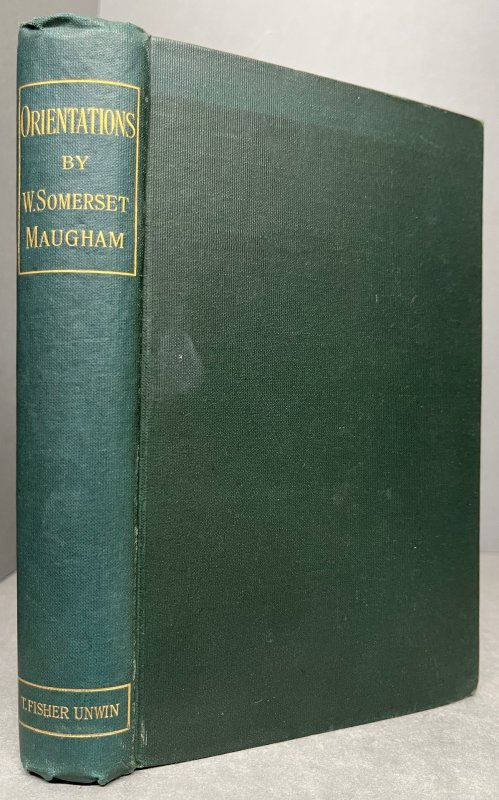 ORIENTATIONS
BY
W. SOMERSET
MAUGHAM
T. FISHER UNWIN